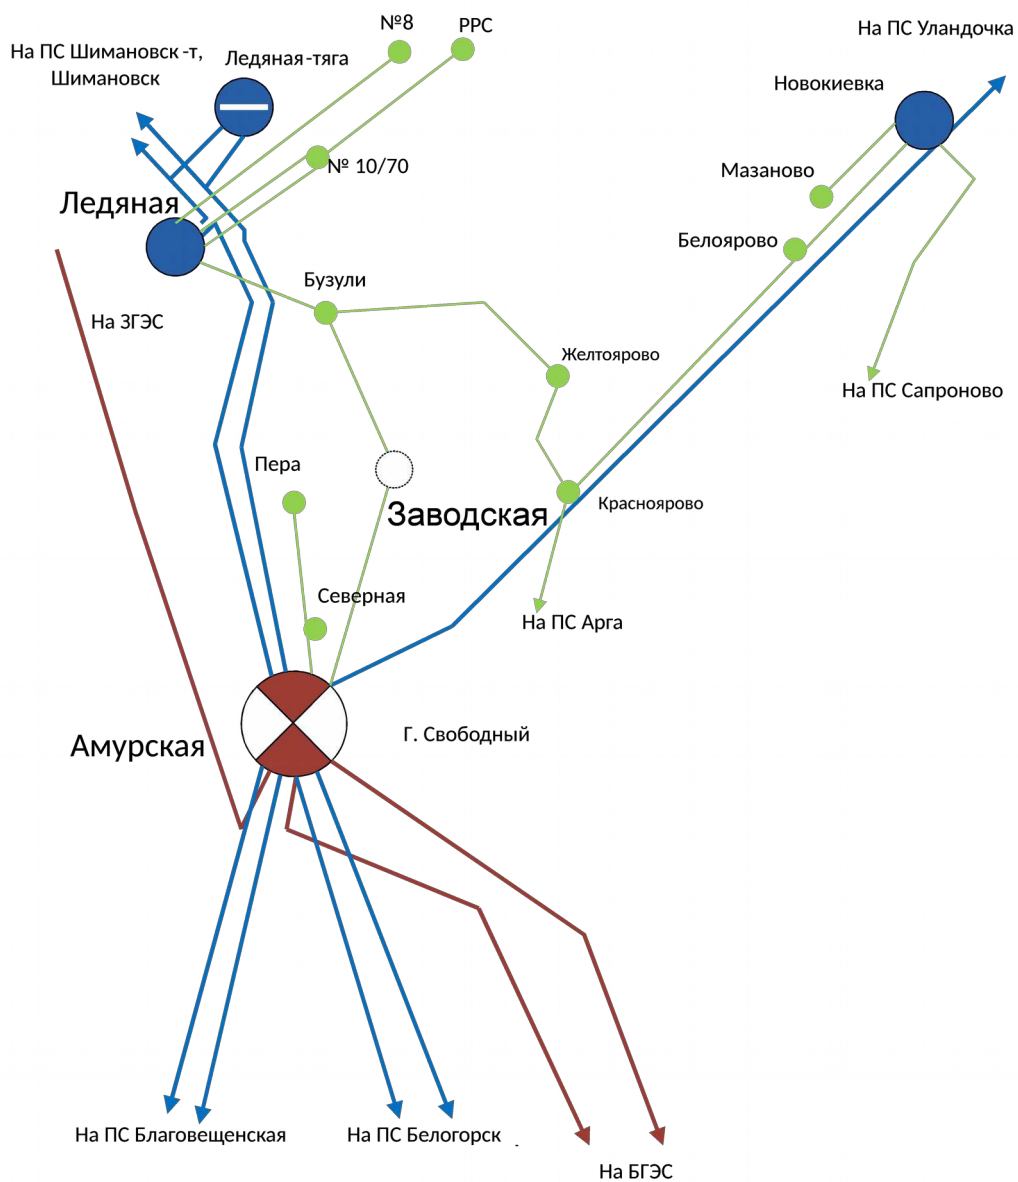 №8
РРС
На ПС Уландочка
На ПС Шимановск -т,
Шимановск
Ледяная -тяга
Новокиевка
№ 10/70
Мазаново
Ледяная
Белоярово
Бузули
На ЗГЭС
Желтоярово
На ПС Сапроново
Пера
Красноярово
Заводская
Северная
На ПС Арга
Г. Свободный
Амурская
На ПС Благовещенская
На ПС Белогорск
На БГЭС